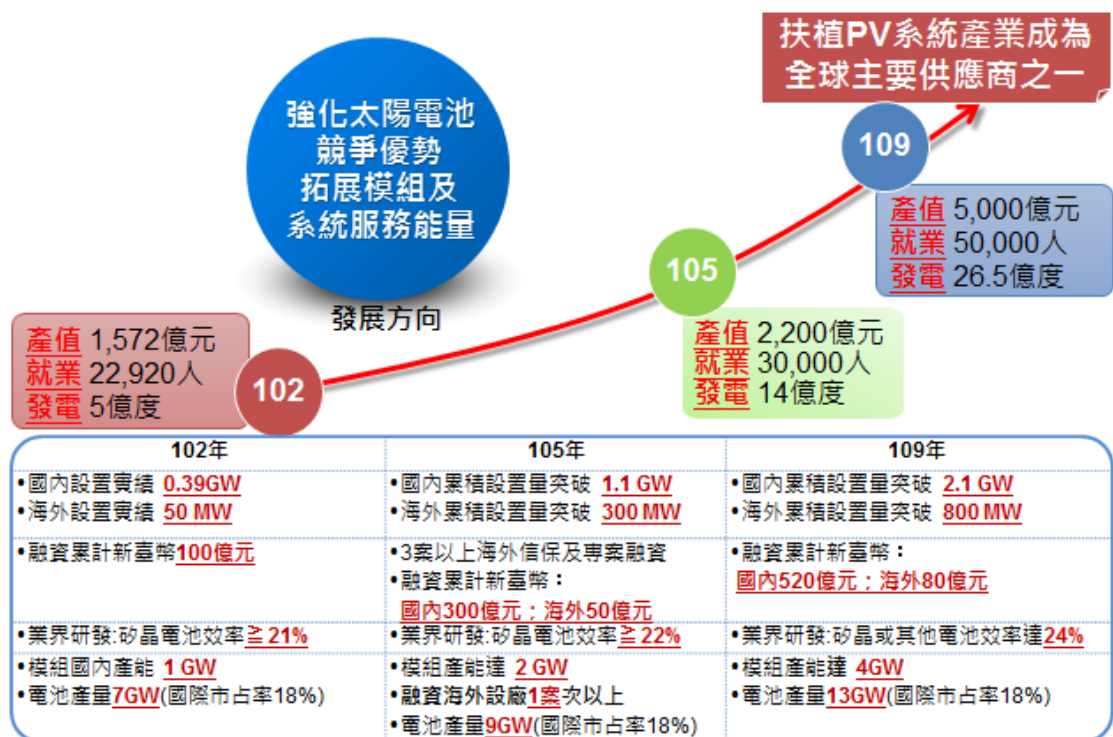 扶植PV系統產業成為
全球主要供應商之一
強化太陽電池
競爭優勢
拓展模組及
系統服務能量
發展方向
109
產值 5,000億元
就業 50,000人
發電 26.5億度
105
產值 2,200億元
就業 30,000人
發電 14億度
產值 1,572億元
就業 22,920人
發電 5億度
102
102年
105年
109年
•國內設置實績 0.39GW
•海外設置實績 50 MW
•國內累積設置量突破 1.1 GW
•海外累積設置量突破 300 MW
•國內累積設置量突破 2.1 GW
•海外累積設置量突破 800 MW
•融資累計新臺幣100億元
•3案以上海外信保及專案融資
•融資累計新臺幣：
國內300億元；海外50億元
•融資累計新臺幣：
國內520億元；海外80億元
•業界研發:矽晶電池效率≧21%
•業界研發:矽晶電池效率≧22%
•業界研發:矽晶或其他電池效率達24%
•模組國內產能 1 GW
•電池產量7GW(國際市占率18%)
•模組產能達 2 GW
•融資海外設廠1案次以上
•電池產量9GW(國際市占率18%)
•模組產能達 4GW
•電池產量13GW(國際市占率18%)